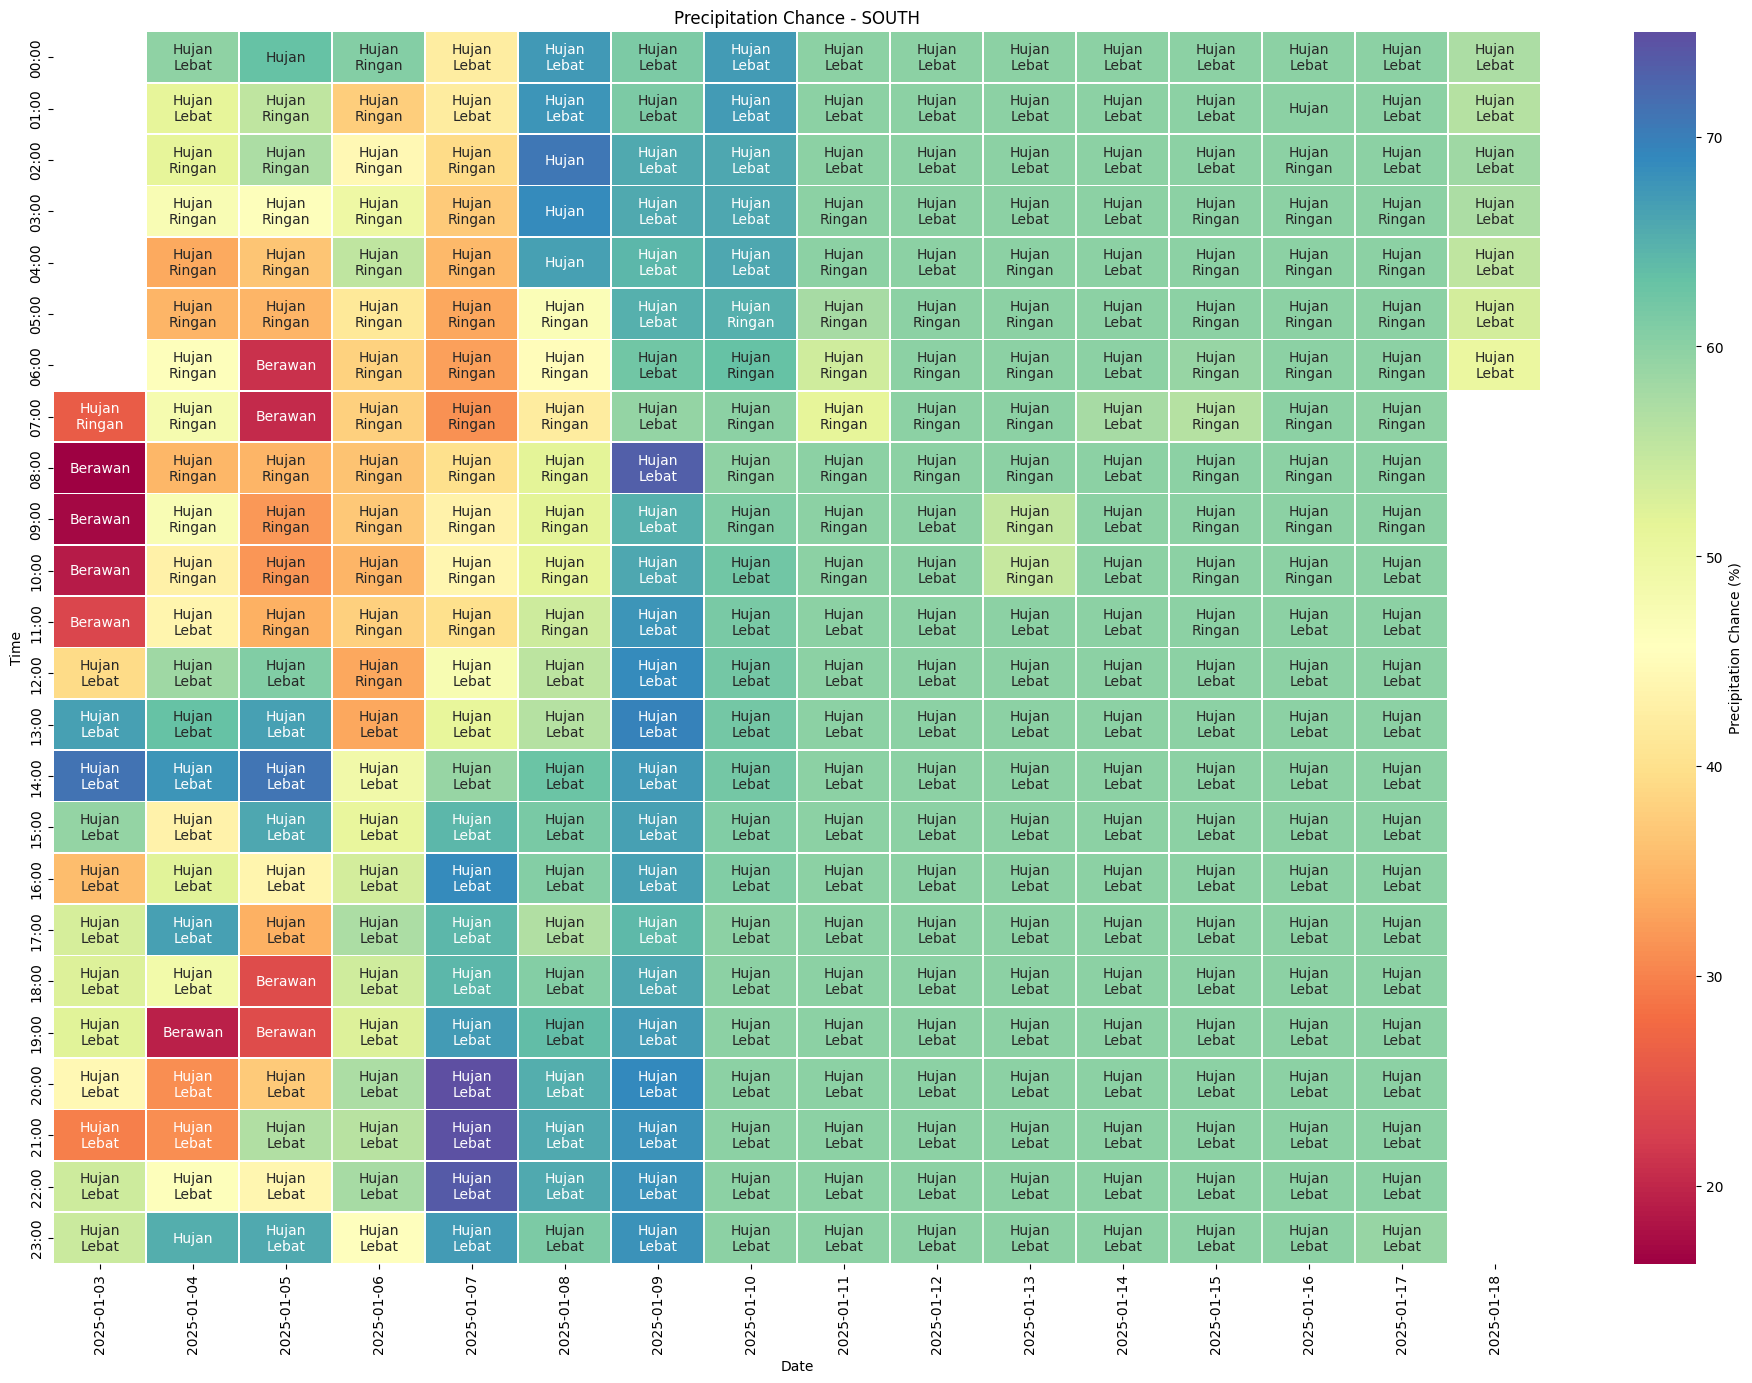 Precipitation Chance - SOUTH
00:00 Hujan Lebat Hujan Hujan Ringan Hujan Lebat Hujan Lebat Hujan Lebat Hujan Lebat Hujan Lebat Hujan Lebat Hujan Lebat Hujan Lebat Hujan Lebat Hujan Lebat Hujan Lebat Hujan Lebat
01:00 Hujan Lebat Hujan Ringan Hujan Ringan Hujan Lebat Hujan Lebat Hujan Lebat Hujan Lebat Hujan Lebat Hujan Lebat Hujan Lebat Hujan Lebat Hujan Lebat Hujan Hujan Lebat Hujan Lebat
02:00 Hujan Ringan Hujan Ringan Hujan Ringan Hujan Ringan Hujan Hujan Lebat Hujan Lebat Hujan Lebat Hujan Lebat Hujan Lebat Hujan Lebat Hujan Lebat Hujan Ringan Hujan Lebat Hujan Lebat
03:00 Hujan Ringan Hujan Ringan Hujan Ringan Hujan Ringan Hujan Hujan Lebat Hujan Lebat Hujan Ringan Hujan Lebat Hujan Lebat Hujan Lebat Hujan Ringan Hujan Ringan Hujan Ringan Hujan Lebat
04:00 Hujan Ringan Hujan Ringan Hujan Ringan Hujan Ringan Hujan Hujan Lebat Hujan Lebat Hujan Ringan Hujan Lebat Hujan Ringan Hujan Lebat Hujan Ringan Hujan Ringan Hujan Ringan Hujan Lebat
05:00 Hujan Ringan Hujan Ringan Hujan Ringan Hujan Ringan Hujan Ringan Hujan Lebat Hujan Ringan Hujan Ringan Hujan Ringan Hujan Ringan Hujan Lebat Hujan Ringan Hujan Ringan Hujan Ringan Hujan Lebat
06:00 Hujan Ringan Berawan Hujan Ringan Hujan Ringan Hujan Ringan Hujan Lebat Hujan Ringan Hujan Ringan Hujan Ringan Hujan Ringan Hujan Lebat Hujan Ringan Hujan Ringan Hujan Ringan Hujan Lebat
07:00 Hujan Ringan Hujan Ringan Berawan Hujan Ringan Hujan Ringan Hujan Ringan Hujan Lebat Hujan Ringan Hujan Ringan Hujan Ringan Hujan Ringan Hujan Lebat Hujan Ringan Hujan Ringan Hujan Ringan
08:00 Berawan Hujan Ringan Hujan Ringan Hujan Ringan Hujan Ringan Hujan Ringan Hujan Lebat Hujan Ringan Hujan Ringan Hujan Ringan Hujan Ringan Hujan Lebat Hujan Ringan Hujan Ringan Hujan Ringan
09:00 Berawan Hujan Ringan Hujan Ringan Hujan Ringan Hujan Ringan Hujan Ringan Hujan Lebat Hujan Ringan Hujan Ringan Hujan Lebat Hujan Ringan Hujan Lebat Hujan Ringan Hujan Ringan Hujan Ringan
10:00 Berawan Hujan Ringan Hujan Ringan Hujan Ringan Hujan Ringan Hujan Ringan Hujan Lebat Hujan Lebat Hujan Ringan Hujan Lebat Hujan Ringan Hujan Lebat Hujan Ringan Hujan Ringan Hujan Lebat
11:00 Berawan Hujan Lebat Hujan Ringan Hujan Ringan Hujan Ringan Hujan Ringan Hujan Lebat Hujan Lebat Hujan Lebat Hujan Lebat Hujan Lebat Hujan Lebat Hujan Ringan Hujan Lebat Hujan Lebat
12:00 Hujan Lebat Hujan Lebat Hujan Lebat Hujan Ringan Hujan Lebat Hujan Lebat Hujan Lebat Hujan Lebat Hujan Lebat Hujan Lebat Hujan Lebat Hujan Lebat Hujan Lebat Hujan Lebat Hujan Lebat
13:00 Hujan Lebat Hujan Lebat Hujan Lebat Hujan Lebat Hujan Lebat Hujan Lebat Hujan Lebat Hujan Lebat Hujan Lebat Hujan Lebat Hujan Lebat Hujan Lebat Hujan Lebat Hujan Lebat Hujan Lebat
14:00 Hujan Lebat Hujan Lebat Hujan Lebat Hujan Lebat Hujan Lebat Hujan Lebat Hujan Lebat Hujan Lebat Hujan Lebat Hujan Lebat Hujan Lebat Hujan Lebat Hujan Lebat Hujan Lebat Hujan Lebat
15:00 Hujan Lebat Hujan Lebat Hujan Lebat Hujan Lebat Hujan Lebat Hujan Lebat Hujan Lebat Hujan Lebat Hujan Lebat Hujan Lebat Hujan Lebat Hujan Lebat Hujan Lebat Hujan Lebat Hujan Lebat
16:00 Hujan Lebat Hujan Lebat Hujan Lebat Hujan Lebat Hujan Lebat Hujan Lebat Hujan Lebat Hujan Lebat Hujan Lebat Hujan Lebat Hujan Lebat Hujan Lebat Hujan Lebat Hujan Lebat Hujan Lebat
17:00 Hujan Lebat Hujan Lebat Hujan Lebat Hujan Lebat Hujan Lebat Hujan Lebat Hujan Lebat Hujan Lebat Hujan Lebat Hujan Lebat Hujan Lebat Hujan Lebat Hujan Lebat Hujan Lebat Hujan Lebat
18:00 Hujan Lebat Hujan Lebat Berawan Hujan Lebat Hujan Lebat Hujan Lebat Hujan Lebat Hujan Lebat Hujan Lebat Hujan Lebat Hujan Lebat Hujan Lebat Hujan Lebat Hujan Lebat Hujan Lebat
19:00 Hujan Lebat Berawan Berawan Hujan Lebat Hujan Lebat Hujan Lebat Hujan Lebat Hujan Lebat Hujan Lebat Hujan Lebat Hujan Lebat Hujan Lebat Hujan Lebat Hujan Lebat Hujan Lebat
20:00 Hujan Lebat Hujan Lebat Hujan Lebat Hujan Lebat Hujan Lebat Hujan Lebat Hujan Lebat Hujan Lebat Hujan Lebat Hujan Lebat Hujan Lebat Hujan Lebat Hujan Lebat Hujan Lebat Hujan Lebat
21:00 Hujan Lebat Hujan Lebat Hujan Lebat Hujan Lebat Hujan Lebat Hujan Lebat Hujan Lebat Hujan Lebat Hujan Lebat Hujan Lebat Hujan Lebat Hujan Lebat Hujan Lebat Hujan Lebat Hujan Lebat
22:00 Hujan Lebat Hujan Lebat Hujan Lebat Hujan Lebat Hujan Lebat Hujan Lebat Hujan Lebat Hujan Lebat Hujan Lebat Hujan Lebat Hujan Lebat Hujan Lebat Hujan Lebat Hujan Lebat Hujan Lebat
23:00 Hujan Lebat Hujan Hujan Lebat Hujan Lebat Hujan Lebat Hujan Lebat Hujan Lebat Hujan Lebat Hujan Lebat Hujan Lebat Hujan Lebat Hujan Lebat Hujan Lebat Hujan Lebat Hujan Lebat
Time
2025-01-03
2025-01-04
2025-01-05
2025-01-06
2025-01-07
2025-01-08
2025-01-09
2025-01-10
2025-01-11
2025-01-12
2025-01-13
2025-01-14
2025-01-15
2025-01-16
2025-01-17
2025-01-18
Date
70
60
50
40
30
20
Precipitation Chance (%)